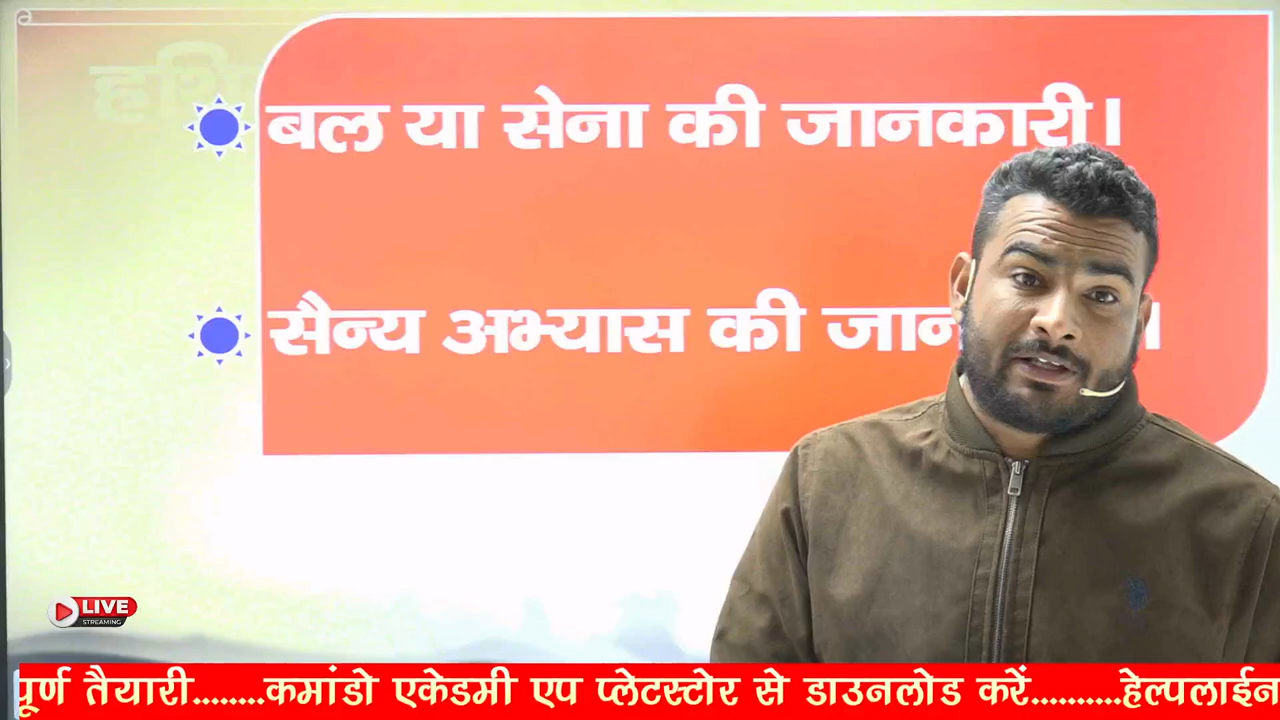 बल या सेना की जानकारी।
सैन्य अभ्यास की
LIVE
STREAMING
पूर्ण तैयारी........कमांडो एकेडमी एप प्लेटस्टोर से डाउनलोड करें..........हेल्पलाईन